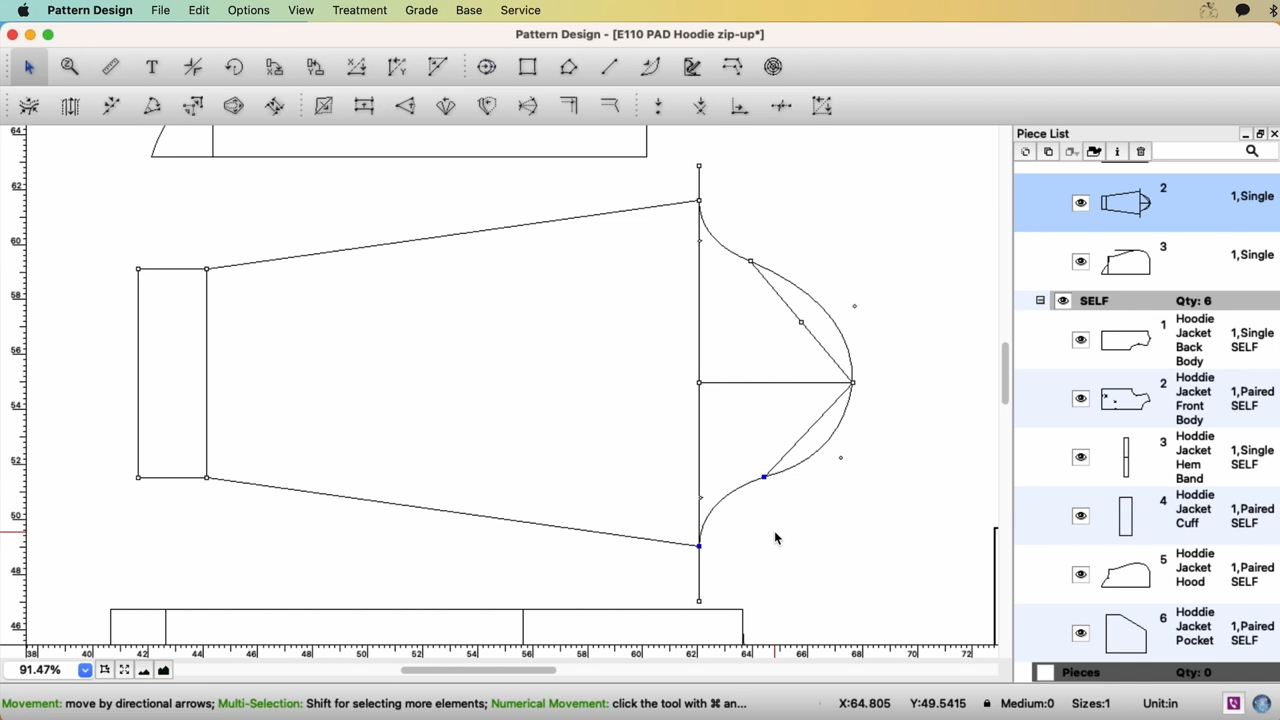 Pattern Design File Edit Options View Treatment Grade Base Service
Pattern Design - [E110 PAD Hoodie zip-up*]
T
Piece List
2 1,Single
3 1,Single
SELF Qty: 6
1 Hoodie Jacket Back Body 1,Single SELF
2 Hoddie Jacket Front Body 1,Paired SELF
3 Hoddie Jacket Hem Band 1,Single SELF
4 Hoddie Jacket Cuff 1,Paired SELF
5 Hoddie Jacket Hood 1,Paired SELF
6 Hoddie Jacket Pocket 1,Paired SELF
Pieces Qty: 0
64
62
60
58
56
54
52
50
48
46
38 40 42 44 46 48 50 52 54 56 58 60 62 64 66 68 70 72
91.47%
Movement: move by directional arrows; Multi-Selection: Shift for selecting more elements; Numerical Movement: click the tool with ⌘ an... X:64.805 Y:49.5415 Medium:0 Sizes:1 Unit:in